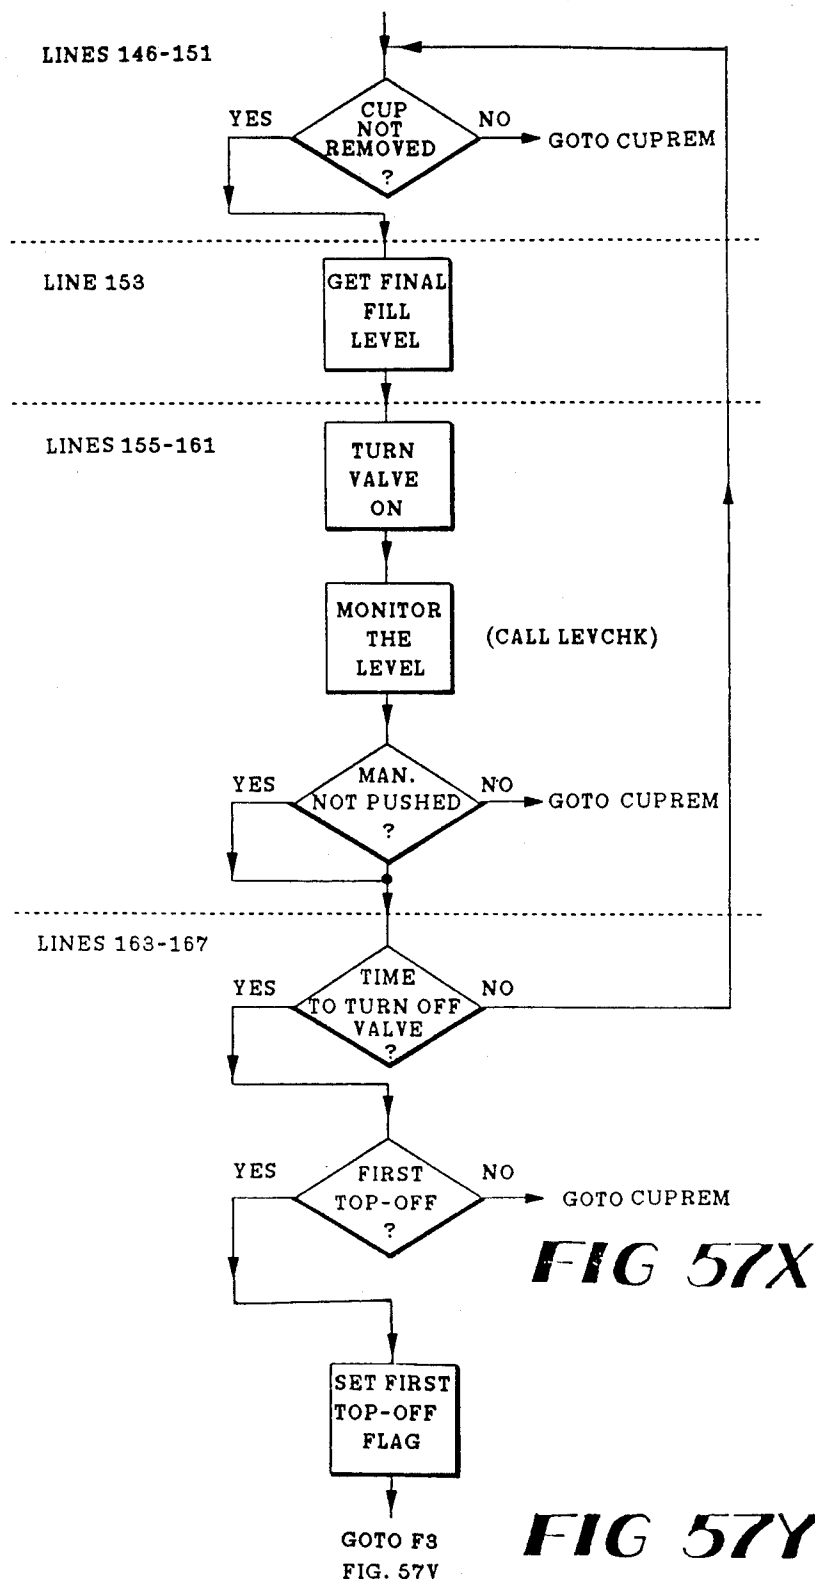 LINES 146-151
CUP
NOT
REMOVED
?
YES
NO
GOTO CUPREM
LINE 153
GET FINAL
FILL
LEVEL
LINES 155-161
TURN
VALVE
ON
MONITOR
THE
LEVEL
(CALL LEVCHK)
MAN.
NOT PUSHED
?
YES
NO
GOTO CUPREM
LINES 163-167
TIME
TO TURN OFF
VALVE
?
YES
NO
FIRST
TOP-OFF
?
YES
NO
GOTO CUPREM
FIG 57X
SET FIRST
TOP-OFF
FLAG
GOTO F3
FIG. 57V
FIG 57Y